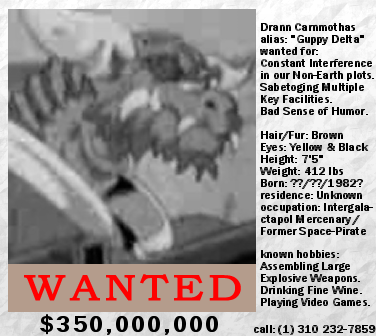 Drann Carnmothas
alias: "Guppy Delta"
wanted for:
Constant Interference
in our Non-Earth plots.
Sabetoging Multiple
Key Facilities.
Bad Sense of Humor.
Hair/Fur: Brown
Eyes: Yellow & Black
Height: 7'5"
Weight: 412 lbs
Born: ??/??/1982?
residence: Unknown
occupation: Intergala-
ctapol Mercenary/
Former Space-Pirate
known hobbies:
Assembling Large
Explosive Weapons.
Drinking Fine Wine.
Playing Video Games.
WANTED
$350,000,000
call: (1) 310 232-7859